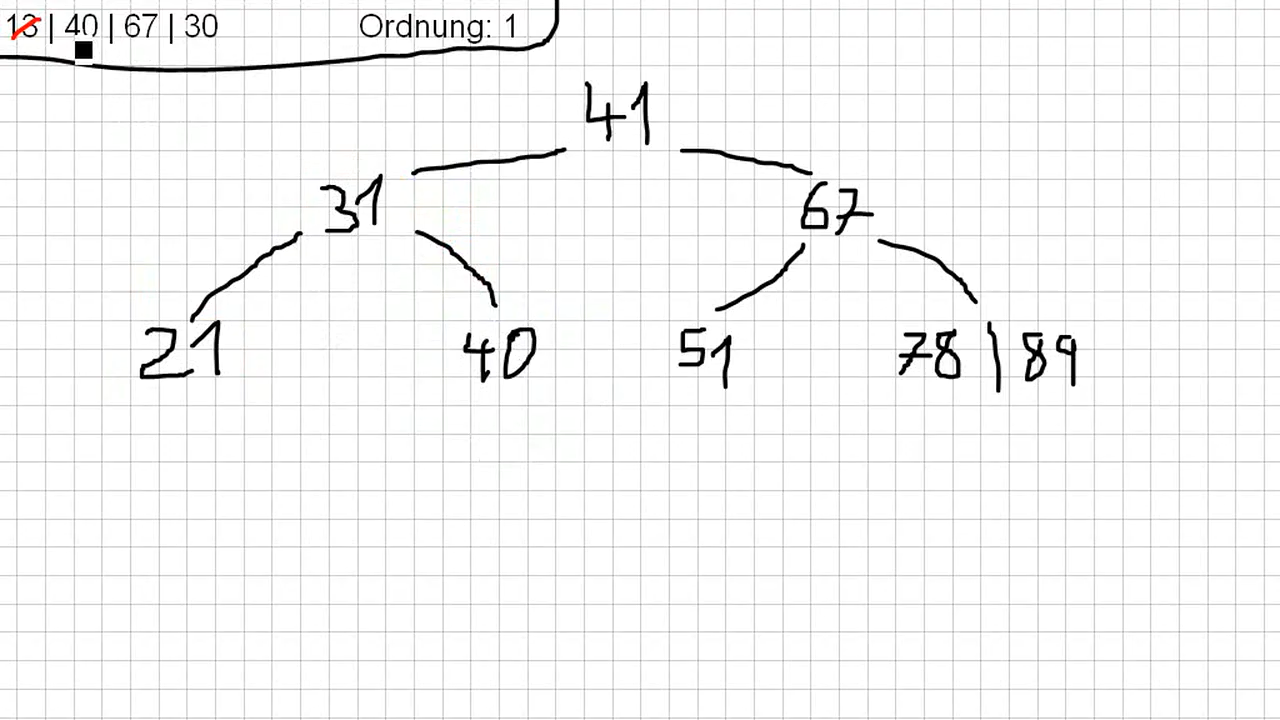 13 | 40 | 67 | 30 Ordnung: 1
41
31 67
21 40 51 78 | 89